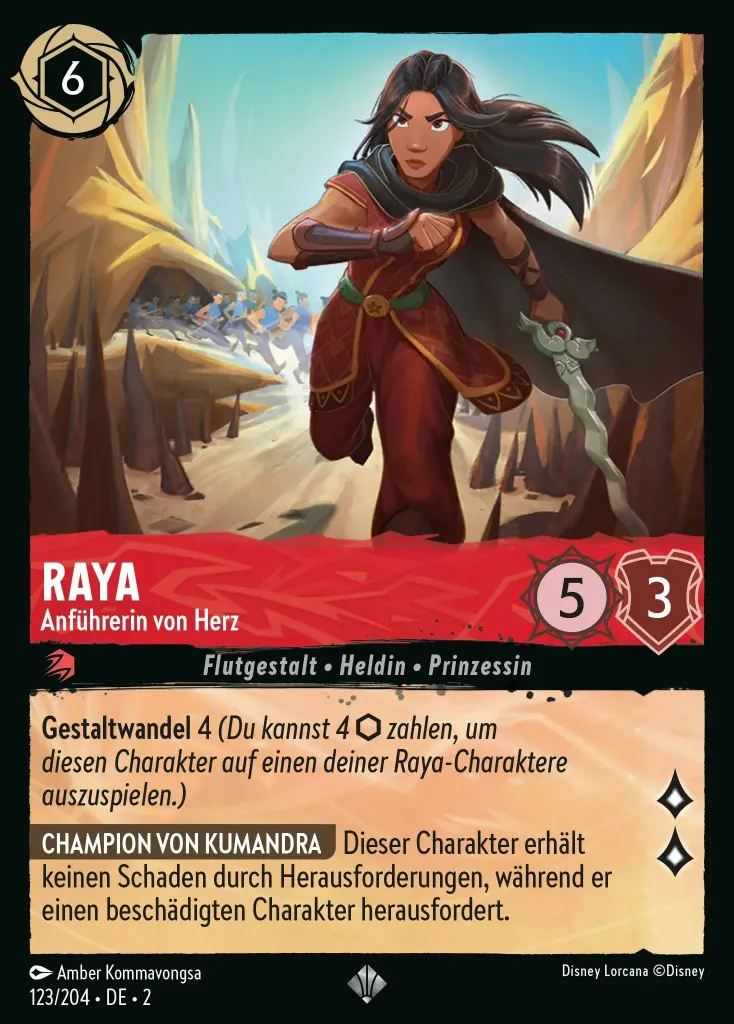 6
RAYA
Anführerin von Herz
5
3
Flutgestalt • Heldin • Prinzessin
Gestaltwandel 4 (Du kannst 4 ⬡ zahlen, um
diesen Charakter auf einen deiner Raya-Charaktere
auszuspielen.)
CHAMPION VON KUMANDRA Dieser Charakter erhält
keinen Schaden durch Herausforderungen, während er
einen beschädigten Charakter herausfordert.
Amber Kommavongsa
Disney Lorcana ©Disney
123/204 • DE • 2